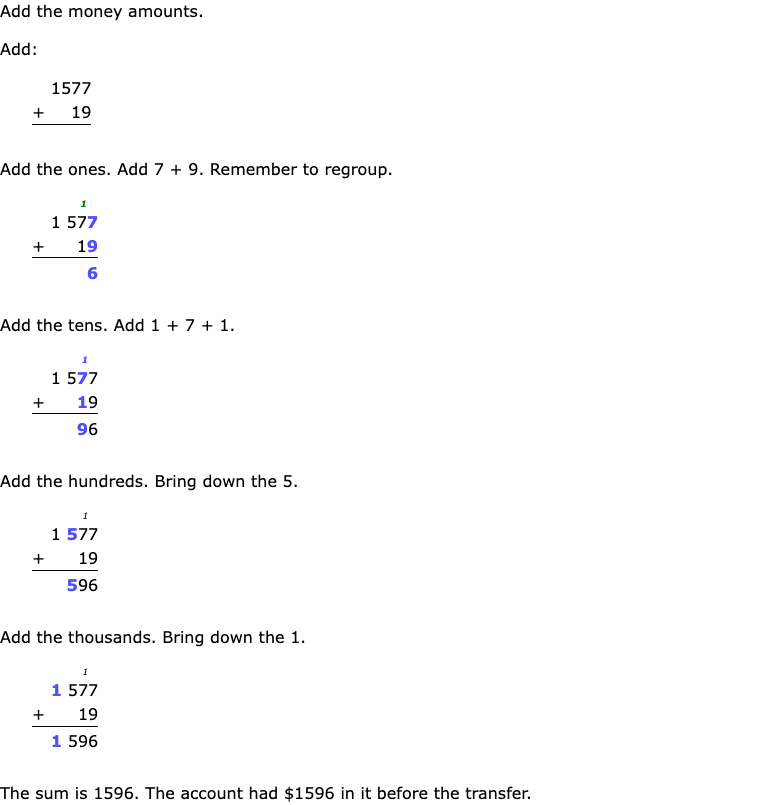 Add the money amounts.
Add:
1577
+ 19
Add the ones. Add 7 + 9. Remember to regroup.
1
1 577
+ 19
6
Add the tens. Add 1 + 7 + 1.
1
1 577
+ 19
96
Add the hundreds. Bring down the 5.
1
1 577
+ 19
596
Add the thousands. Bring down the 1.
1
1 577
+ 19
1 596
The sum is 1596. The account had $1596 in it before the transfer.